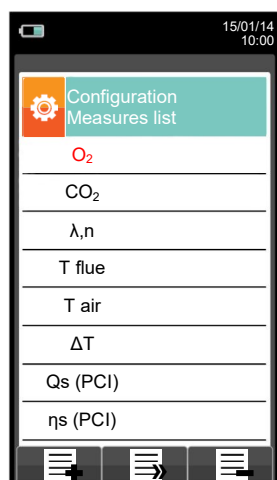 15/01/14
10:00
Configuration
Measures list
O₂
CO₂
λ,n
T flue
T air
ΔT
Qs (PCI)
ηs (PCI)